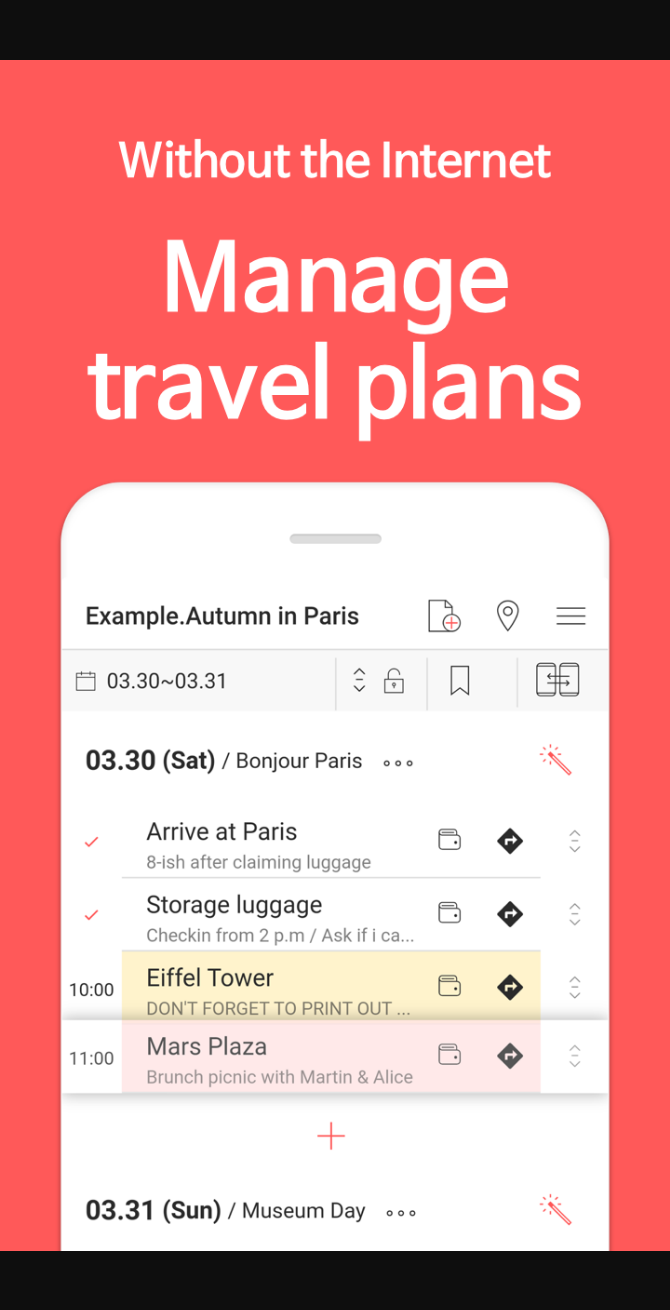 Without the Internet
Manage
travel plans
Example.Autumn in Paris
03.30~03.31
03.30 (Sat) / Bonjour Paris
Arrive at Paris
8-ish after claiming luggage
Storage luggage
Checkin from 2 p.m / Ask if i ca...
10:00
Eiffel Tower
DON'T FORGET TO PRINT OUT ...
11:00
Mars Plaza
Brunch picnic with Martin & Alice
03.31 (Sun) / Museum Day